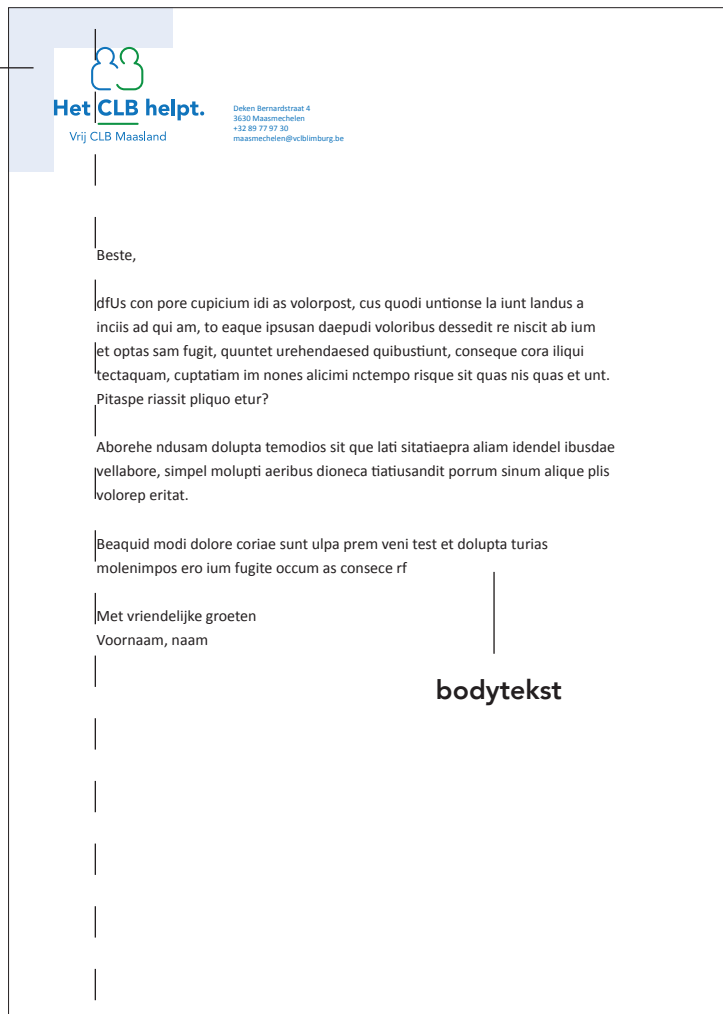 Het CLB helpt.
Vrij CLB Maasland
Deken Bernardstraat 4
3630 Maasmechelen
+32 89 77 97 30
maasmechelen@vclblimburg.be
Beste,
dfUs con pore cupicium idi as volorpost, cus quodi untionse la iunt landus a
inciis ad qui am, to eaque ipsusan daepudi voloribus dessedit re niscit ab ium
et optas sam fugit, quuntet urehendaesed quibustiunt, conseque cora iliqui
tectaquam, cuptatiam im nones alicimi nctempo risque sit quas nis quas et unt.
Pitaspe riassit pliquo etur?
Aborehe ndusam dolupta temodios sit que lati sitatiaepra aliam idendel ibusdae
vellabore, simpel molupti aeribus dioneca tiatiusandit porrum sinum alique plis
volorep eritat.
Beaquid modi dolore coriae sunt ulpa prem veni test et dolupta turias
molenimpos ero ium fugite occum as consece rf
Met vriendelijke groeten
Voornaam, naam
bodytekst